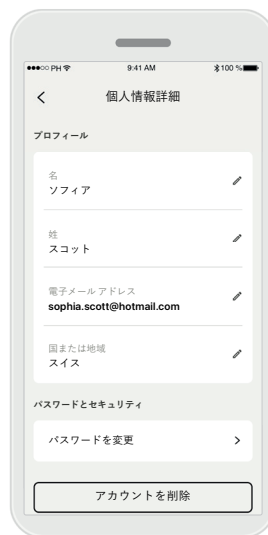 PH
9:41 AM
100 %
個人情報詳細
プロフィール
名
ソフィア
姓
スコット
電子メール アドレス
sophia.scott@hotmail.com
国または地域
スイス
パスワードとセキュリティ
パスワードを変更
アカウントを削除